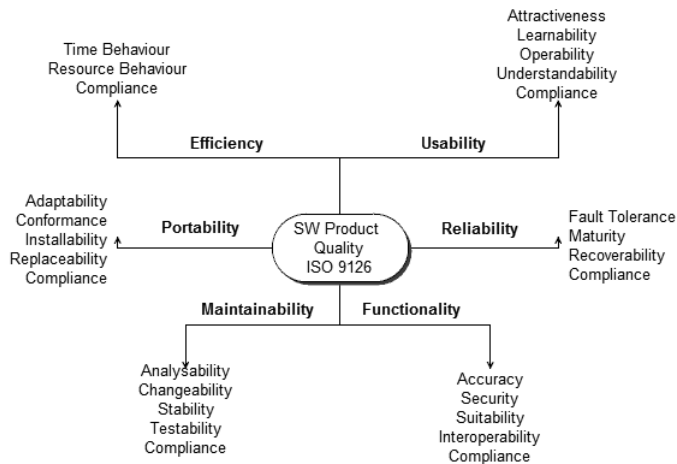 Time Behaviour
Resource Behaviour
Compliance
Attractiveness
Learnability
Operability
Understandability
Compliance
Efficiency
Usability
Adaptability
Conformance
Installability
Replaceability
Compliance
Portability
SW Product
Quality
ISO 9126
Reliability
Fault Tolerance
Maturity
Recoverability
Compliance
Maintainability
Functionality
Analysability
Changeability
Stability
Testability
Compliance
Accuracy
Security
Suitability
Interoperability
Compliance